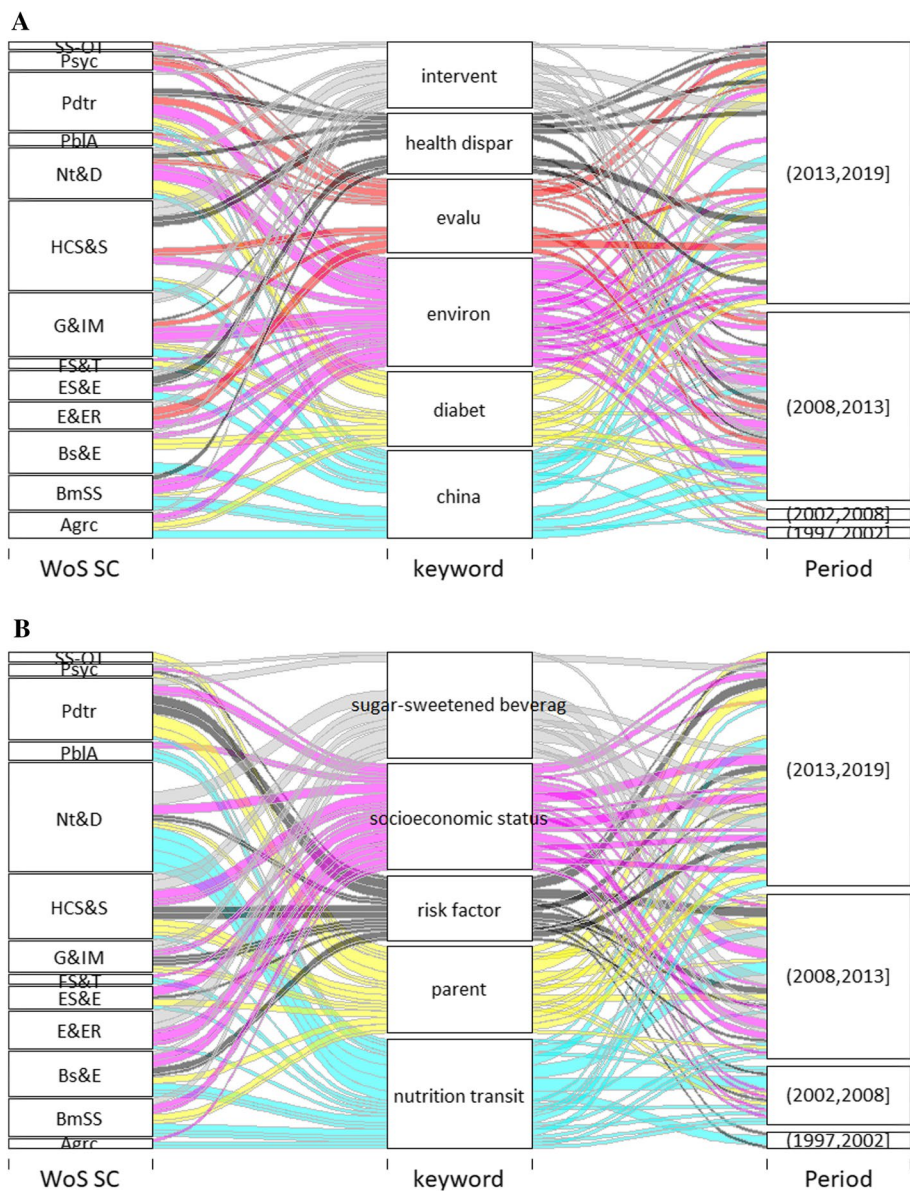 A
SS-OT
Psyc
Pdtr
PblA
Nt&D
HCS&S
G&IM
FS&T
ES&E
E&ER
Bs&E
BmSS
Agrc
intervent
health dispar
evalu
environ
diabet
china
(2013,2019]
(2008,2013]
(2002,2008]
(1997,2002]
WoS SC keyword Period
B
SS-OT
Psyc
Pdtr
PblA
Nt&D
HCS&S
G&IM
FS&T
ES&E
E&ER
Bs&E
BmSS
Agrc
sugar-sweetened beverag
socioeconomic status
risk factor
parent
nutrition transit
(2013,2019]
(2008,2013]
(2002,2008]
(1997,2002]
WoS SC keyword Period